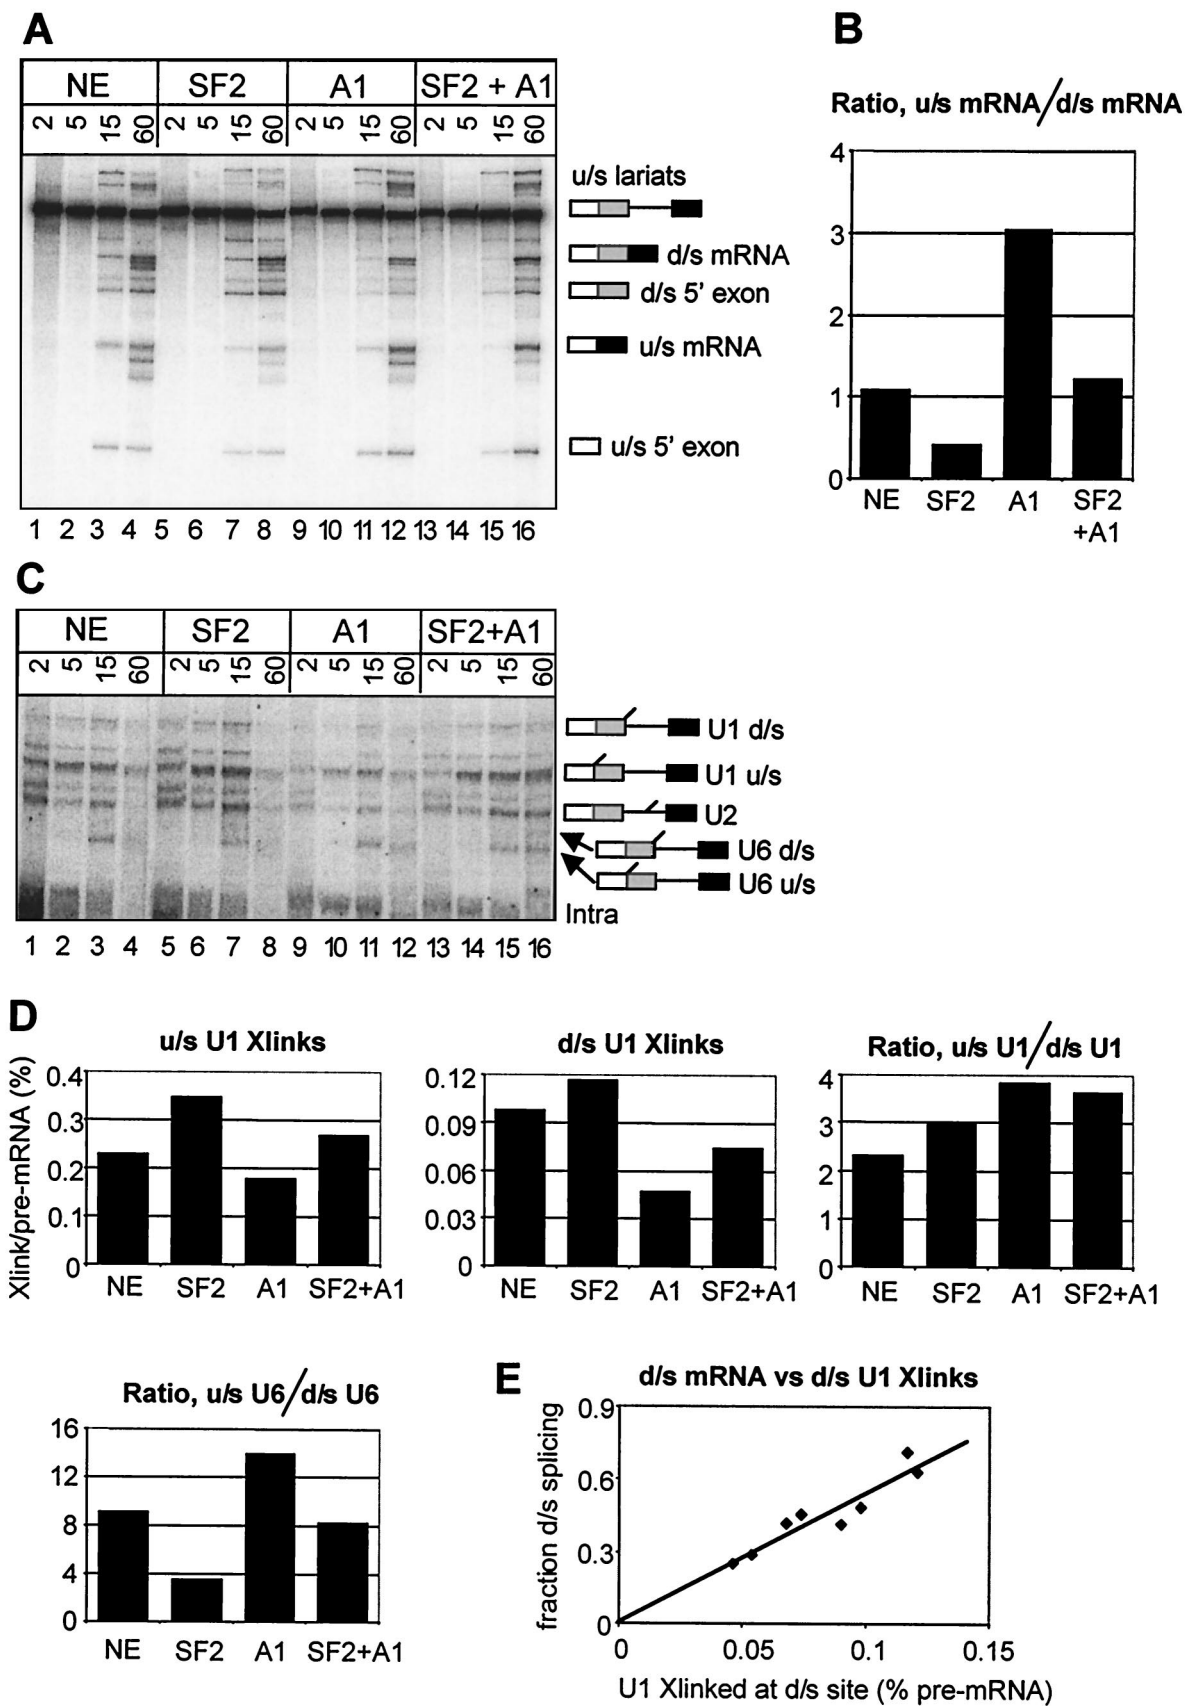 A
NE SF2 A1 SF2 + A1
2 5 15 60 2 5 15 60 2 5 15 60 2 5 15 60
u/s lariats
d/s mRNA
d/s 5' exon
u/s mRNA
u/s 5' exon
1 2 3 4 5 6 7 8 9 10 11 12 13 14 15 16
B
Ratio, u/s mRNA/d/s mRNA
4
3
2
1
0
NE SF2 A1 SF2
+A1
C
NE SF2 A1 SF2+A1
2 5 15 60 2 5 15 60 2 5 15 60 2 5 15 60
U1 d/s
U1 u/s
U2
U6 d/s
U6 u/s
Intra
1 2 3 4 5 6 7 8 9 10 11 12 13 14 15 16
D
u/s U1 Xlinks
Xlink/pre-mRNA (%)
0.4
0.3
0.2
0.1
0
NE SF2 A1 SF2+A1
d/s U1 Xlinks
0.12
0.09
0.06
0.03
0
NE SF2 A1 SF2+A1
Ratio, u/s U1/d/s U1
4
3
2
1
0
NE SF2 A1 SF2+A1
Ratio, u/s U6/d/s U6
16
12
8
4
0
NE SF2 A1 SF2+A1
E
d/s mRNA vs d/s U1 Xlinks
fraction d/s splicing
0.9
0.6
0.3
0
0 0.05 0.1 0.15
U1 Xlinked at d/s site (% pre-mRNA)